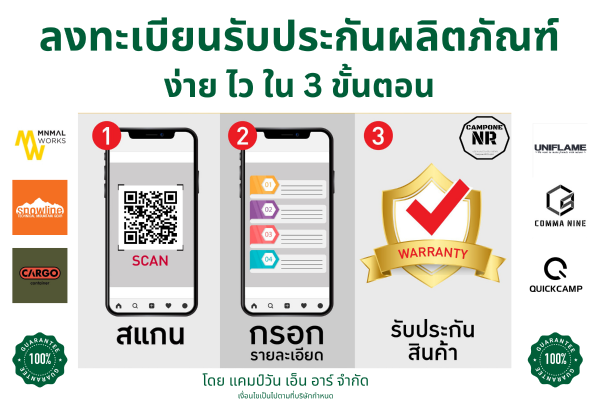 ลงทะเบียนรับประกันผลิตภัณฑ์
ง่าย ไว ใน 3 ขั้นตอน
1
2
3
CAMPONE
NR
MNMAL
WORKS
snowline
CARGO
container
UNIFLAME
COMMA NINE
QUICKCAMP
SCAN
01
02
03
04
WARRANTY
สแกน
กรอก
รายละเอียด
รับประกัน
สินค้า
GUARANTEE
100%
GUARANTEE
GUARANTEE
100%
GUARANTEE
โดย แคมป์วัน เอ็น อาร์ จำกัด
เงื่อนไขเป็นไปตามที่บริษัทกำหนด